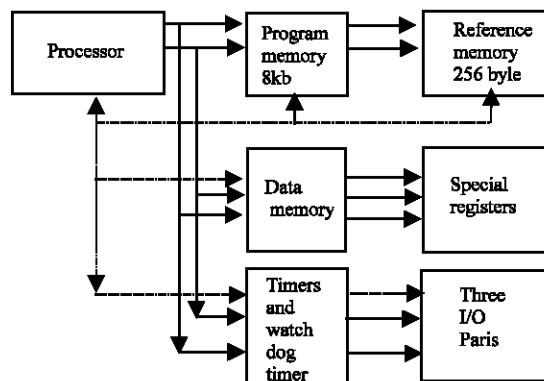 Processor
Program
memory
8kb
Reference
memory
256 byle
Data
memory
Special
registers
Timers
and
watch
dog
timer
Three
I/O
Paris